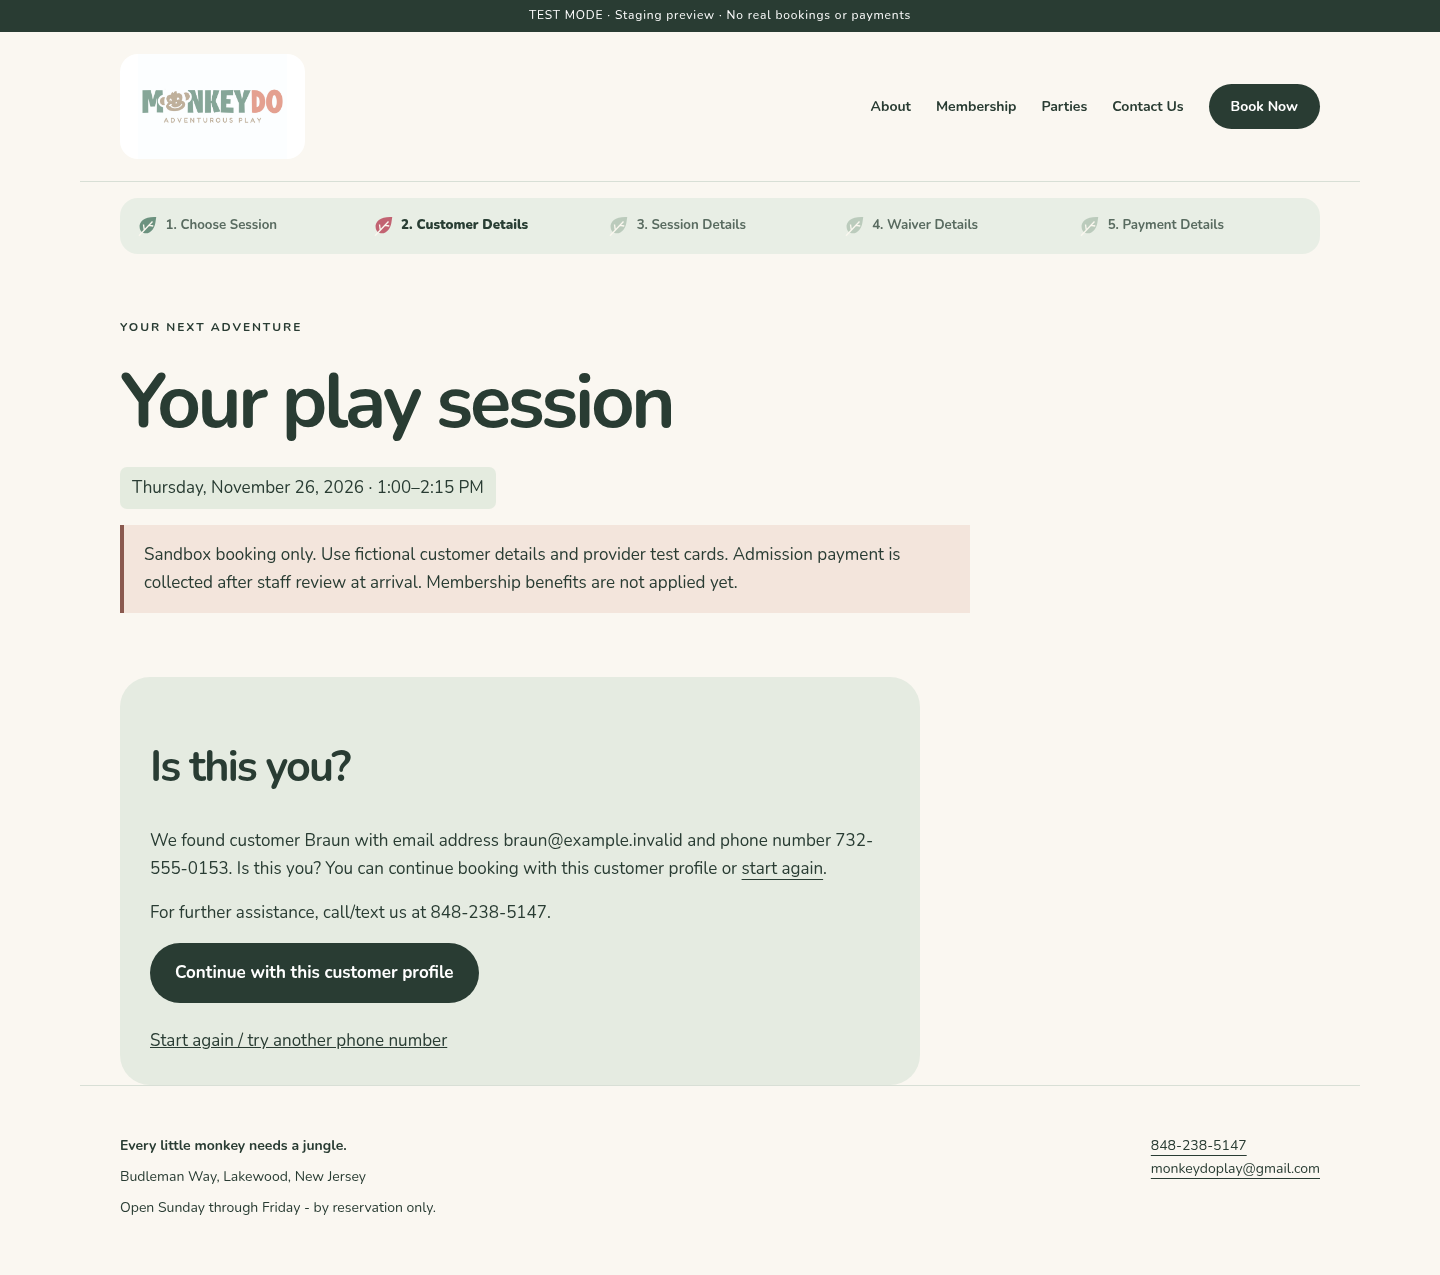 TEST MODE · Staging preview · No real bookings or payments
MONKEYDO
ADVENTUROUS PLAY
About
Membership
Parties
Contact Us
Book Now
1. Choose Session
2. Customer Details
3. Session Details
4. Waiver Details
5. Payment Details
YOUR NEXT ADVENTURE
Your play session
Thursday, November 26, 2026 · 1:00–2:15 PM
Sandbox booking only. Use fictional customer details and provider test cards. Admission payment is
collected after staff review at arrival. Membership benefits are not applied yet.
Is this you?
We found customer Braun with email address braun@example.invalid and phone number 732-
555-0153. Is this you? You can continue booking with this customer profile or start again.
For further assistance, call/text us at 848-238-5147.
Continue with this customer profile
Start again / try another phone number
Every little monkey needs a jungle.
Budleman Way, Lakewood, New Jersey
Open Sunday through Friday - by reservation only.
848-238-5147
monkeydoplay@gmail.com